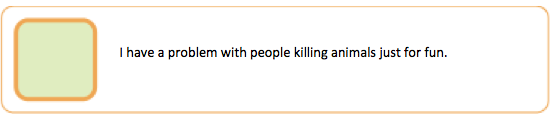 I have a problem with people killing animals just for fun.